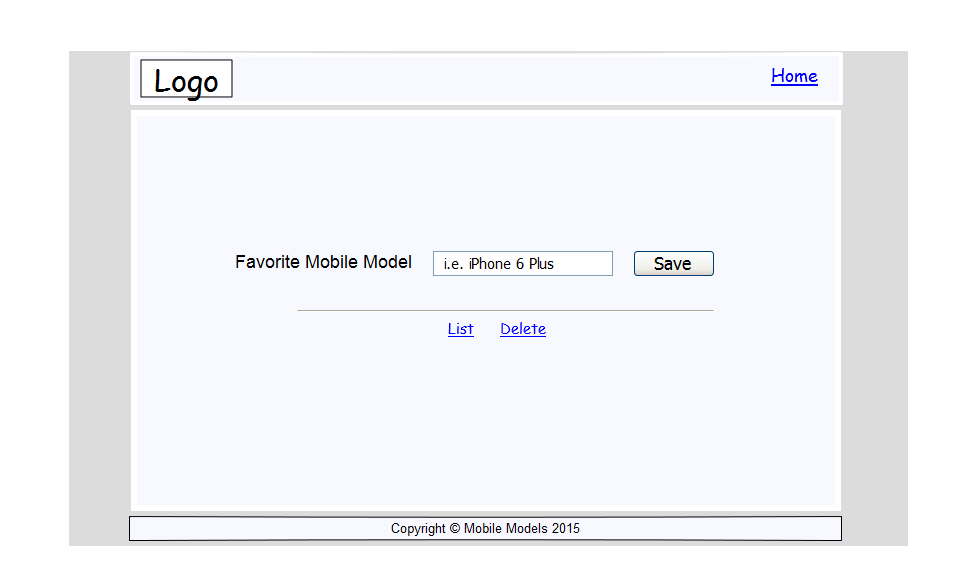 Logo
Home
Favorite Mobile Model i.e. iPhone 6 Plus Save
List Delete
Copyright © Mobile Models 2015